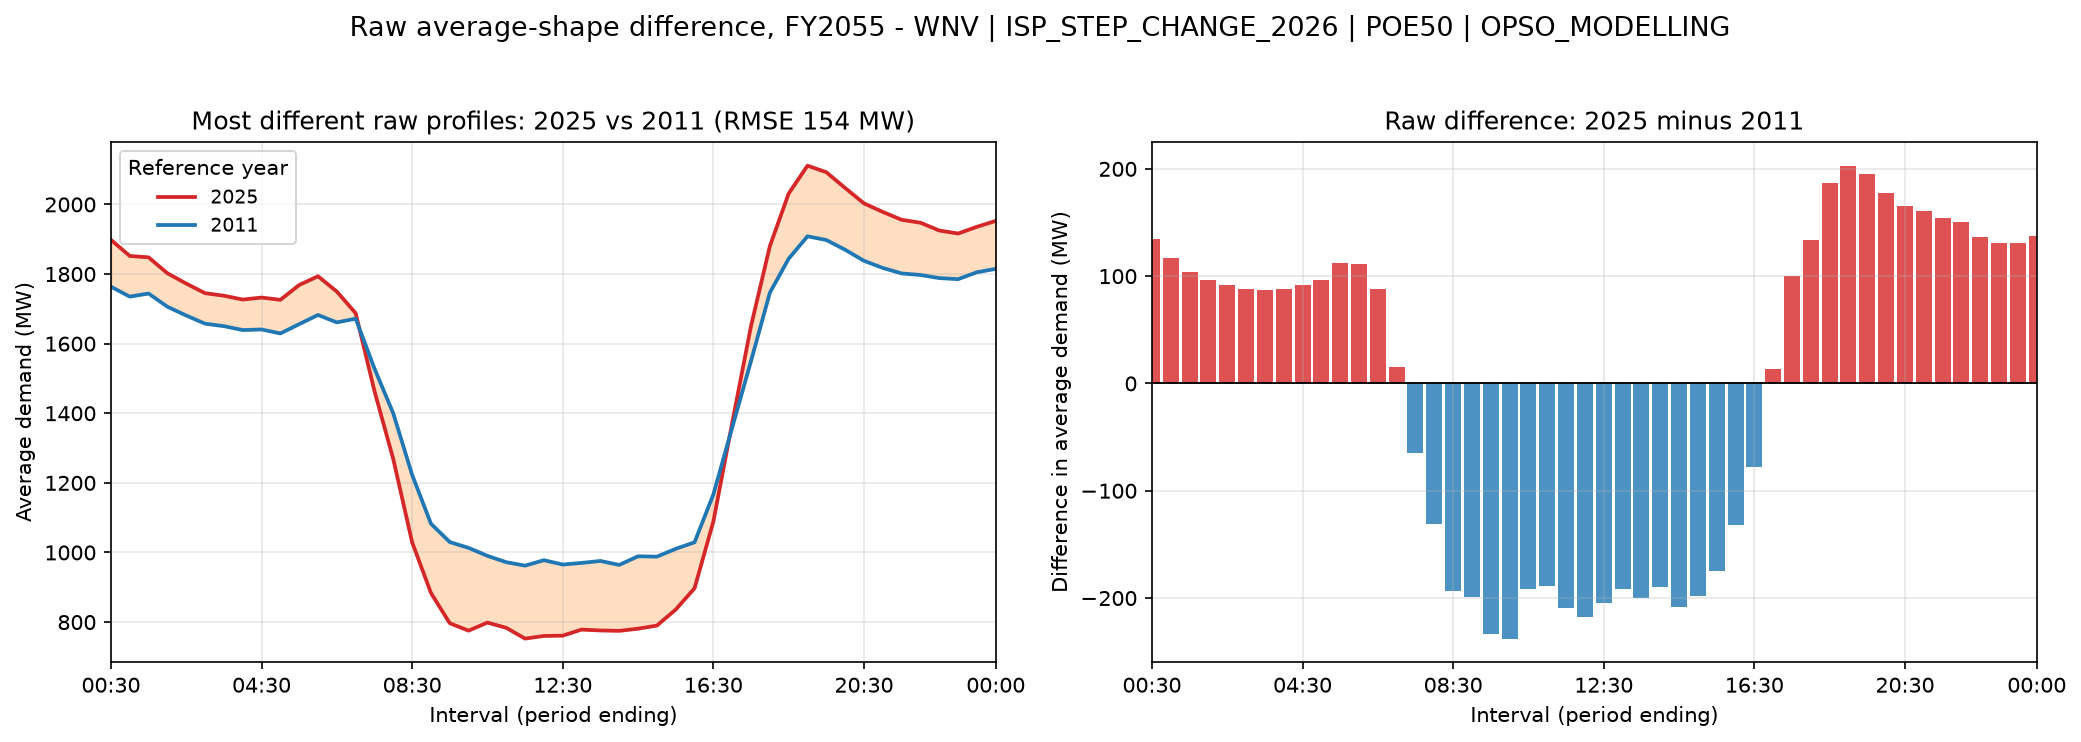 Raw average-shape difference, FY2055 - WNV | ISP_STEP_CHANGE_2026 | POE50 | OPSO_MODELLING
Most different raw profiles: 2025 vs 2011 (RMSE 154 MW)
Average demand (MW)
2000
1800
1600
1400
1200
1000
800
Reference year
2025
2011
00:30 04:30 08:30 12:30 16:30 20:30 00:00
Interval (period ending)
Raw difference: 2025 minus 2011
Difference in average demand (MW)
200
100
0
−100
−200
00:30 04:30 08:30 12:30 16:30 20:30 00:00
Interval (period ending)